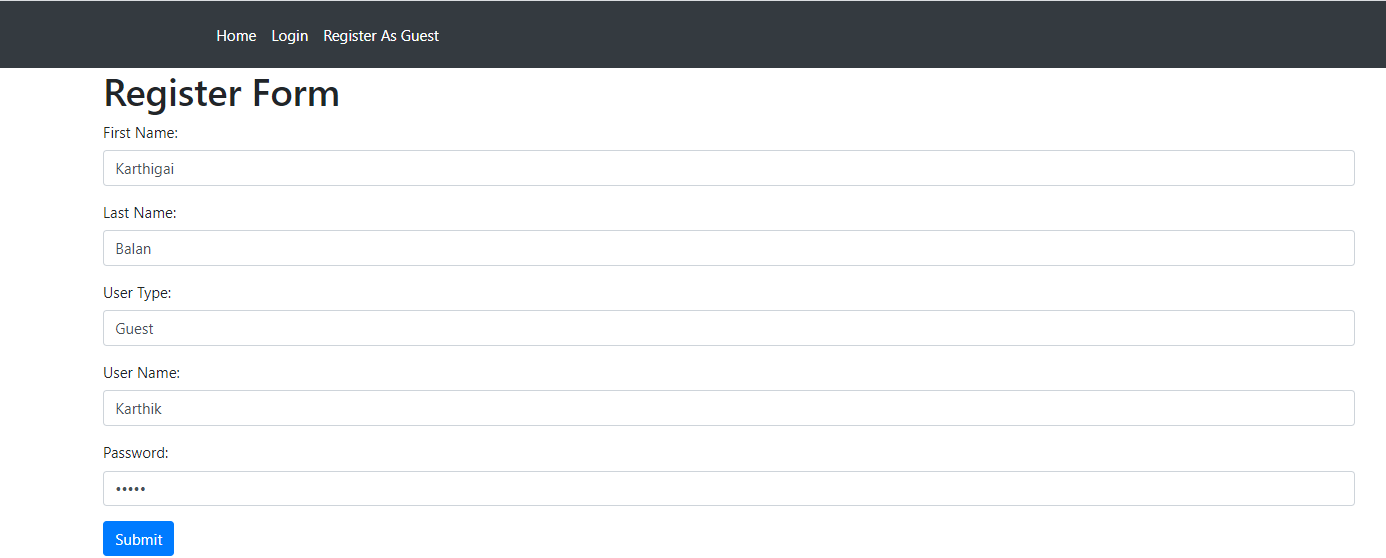 Home Login Register As Guest
Register Form
First Name:
Karthigai
Last Name:
Balan
User Type:
Guest
User Name:
Karthik
Password:
•••••
Submit